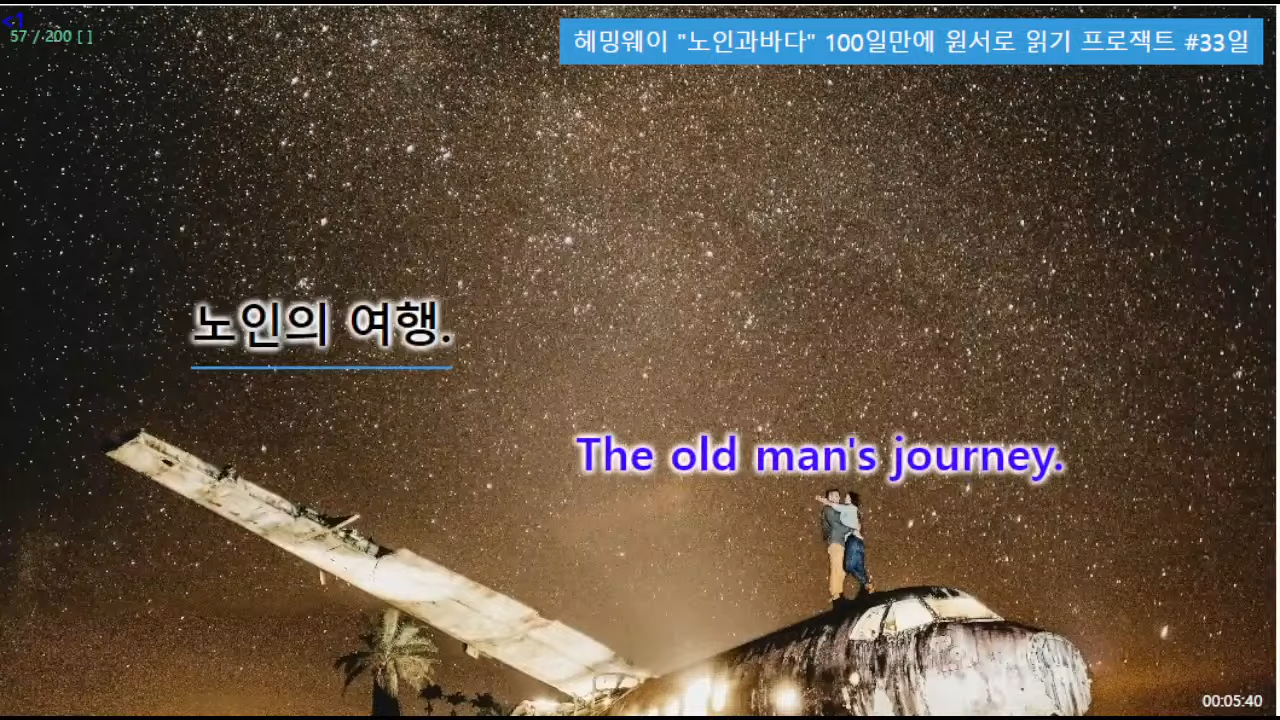 <1
57 / 200 [ ]
헤밍웨이 "노인과바다" 100일만에 원서로 읽기 프로잭트 #33일
노인의 여행.
The old man's journey.
00:05:40